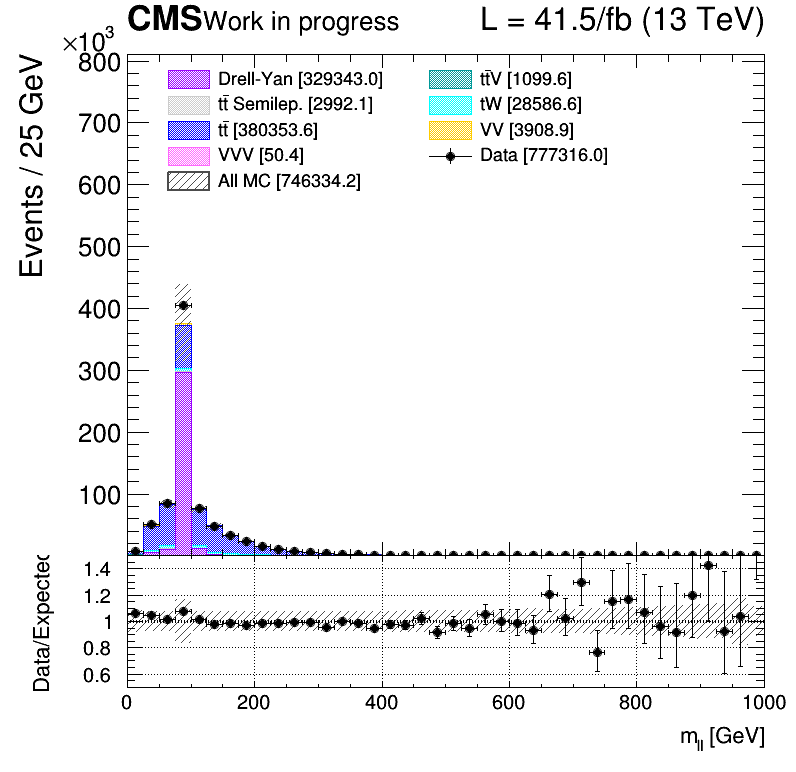 CMS Work in progress L = 41.5/fb (13 TeV)
×10³
Events / 25 GeV
800
700
600
500
400
300
200
100
Drell-Yan [329343.0]
tt̄ Semilep. [2992.1]
tt̄ [380353.6]
VVV [50.4]
All MC [746334.2]
tt̄V [1099.6]
tW [28586.6]
VV [3908.9]
Data [777316.0]
Data/Expected
1.4
1.2
1
0.8
0.6
0 200 400 600 800 1000
m_ll [GeV]